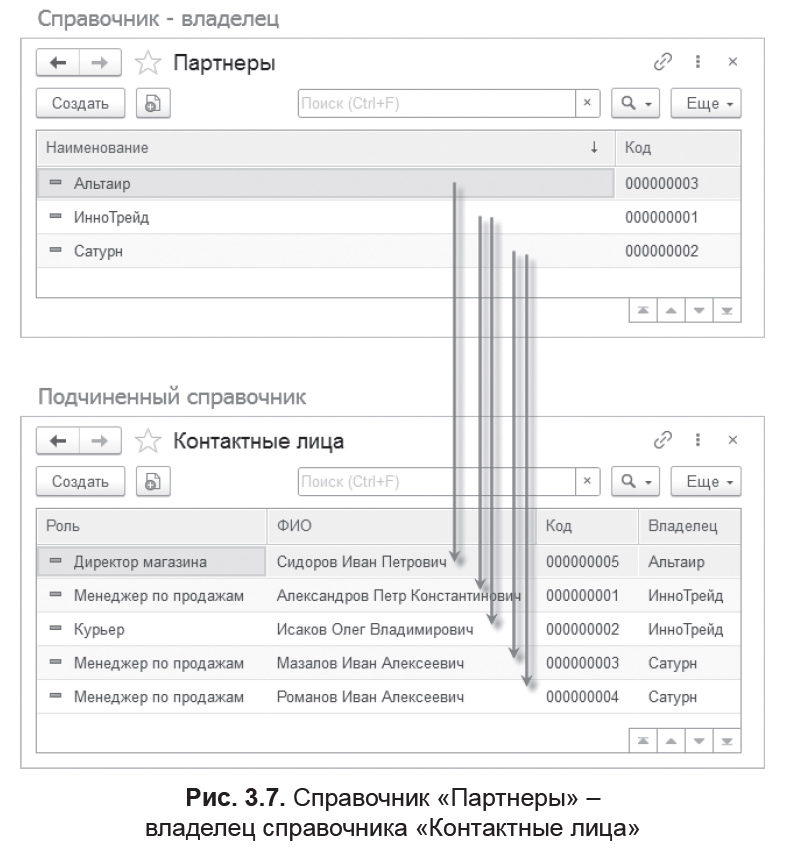 Справочник - владелец
Партнеры
Создать
Поиск (Ctrl+F)
Еще
Наименование Код
Альтаир 000000003
ИнноТрейд 000000001
Сатурн 000000002
Подчиненный справочник
Контактные лица
Создать
Поиск (Ctrl+F)
Еще
Роль ФИО Код Владелец
Директор магазина Сидоров Иван Петрович 000000005 Альтаир
Менеджер по продажам Александров Петр Константинович 000000001 ИнноТрейд
Курьер Исаков Олег Владимирович 000000002 ИнноТрейд
Менеджер по продажам Мазалов Иван Алексеевич 000000003 Сатурн
Менеджер по продажам Романов Иван Алексеевич 000000004 Сатурн
Рис. 3.7. Справочник «Партнеры» –
владелец справочника «Контактные лица»